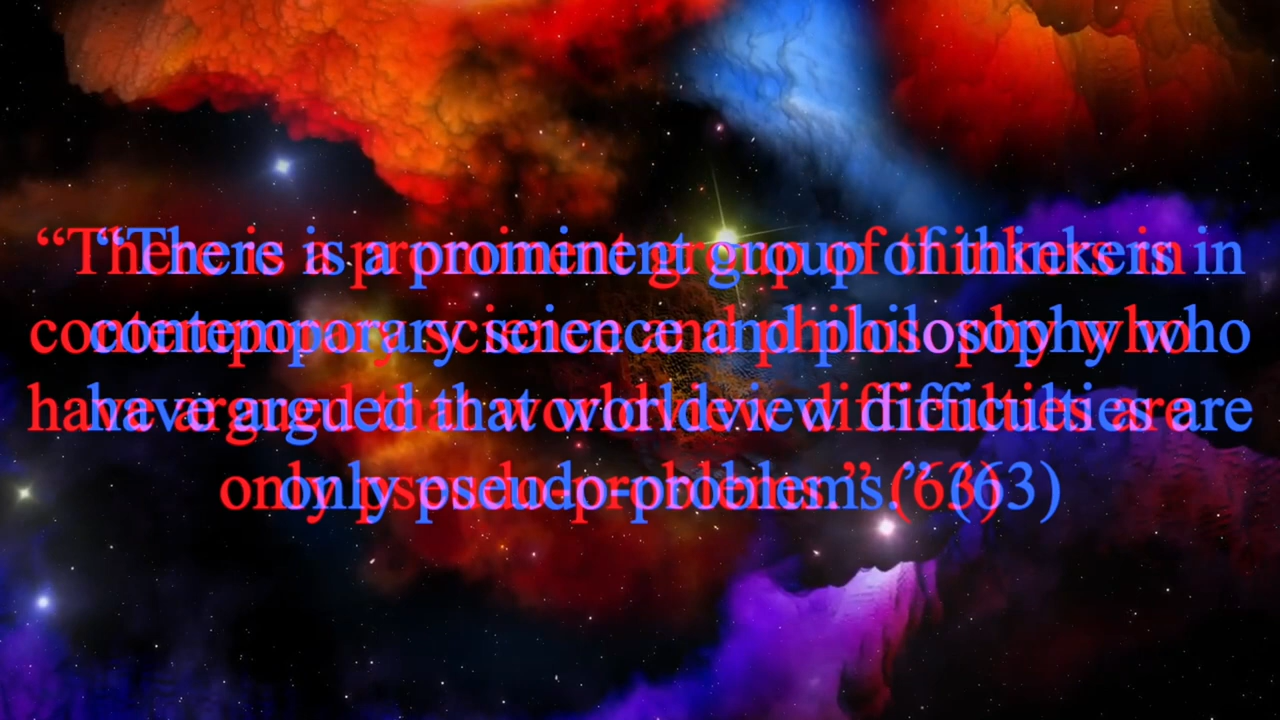 “There is a prominent group of thinkers in
contemporary science and philosophy who
have argued that worldview difficulties are
only pseudo-problems.” (63)